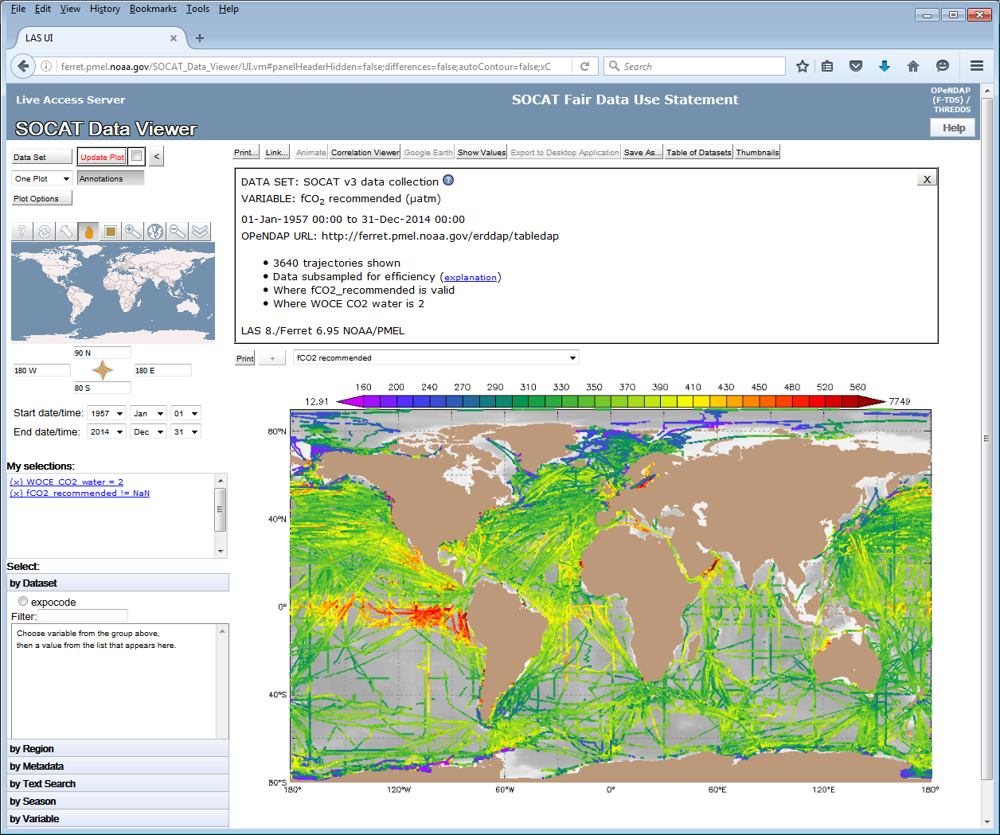 File Edit View History Bookmarks Tools Help
LAS UI
ferret.pmel.noaa.gov/SOCAT_Data_Viewer/UI.vm#panelHeaderHidden=false;differences=false;autoContour=false;xC
Search
Live Access Server
SOCAT Fair Data Use Statement
OPeNDAP
(F-TDS) /
THREDDS
SOCAT Data Viewer
Help
Data Set Update Plot <
One Plot Annotations
Plot Options
Print... Link... Animate Correlation Viewer Google Earth Show Values Export to Desktop Application Save As... Table of Datasets Thumbnails
X
DATA SET: SOCAT v3 data collection ?
VARIABLE: fCO2 recommended (µatm)
01-Jan-1957 00:00 to 31-Dec-2014 00:00
OPeNDAP URL: http://ferret.pmel.noaa.gov/erddap/tabledap
• 3640 trajectories shown
• Data subsampled for efficiency (explanation)
• Where fCO2_recommended is valid
• Where WOCE CO2 water is 2
LAS 8./Ferret 6.95 NOAA/PMEL
90 N
180 W 180 E
80 S
Start date/time: 1957 Jan 01
End date/time: 2014 Dec 31
My selections:
(x) WOCE_CO2_water = 2
(x) fCO2_recommended != NaN
Select:
by Dataset
expocode
Filter:
Choose variable from the group above,
then a value from the list that appears here.
by Region
by Metadata
by Text Search
by Season
by Variable
Print + fCO2 recommended
160 200 240 270 290 310 330 350 370 390 410 430 450 480 520 560
12.91 7749
80°N
40°N
0°
40°S
80°S
180° 120°W 60°W 0° 60°E 120°E 180°